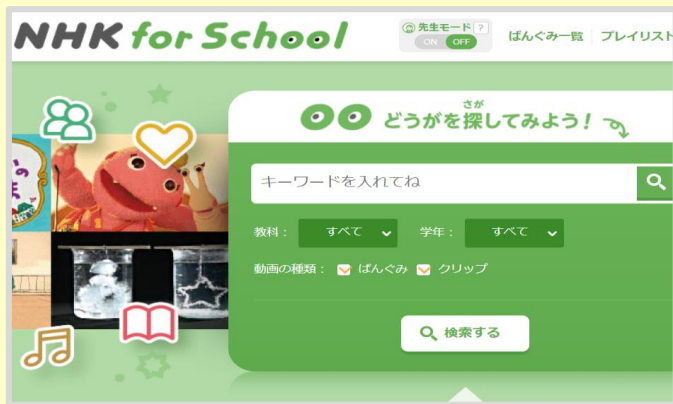 NHK for School
先生モード ?
ON OFF
ばんぐみ一覧 プレイリスト
さが
どうがを探してみよう!
キーワードを入れてね
教科: すべて 学年: すべて
動画の種類: ばんぐみ クリップ
検索する